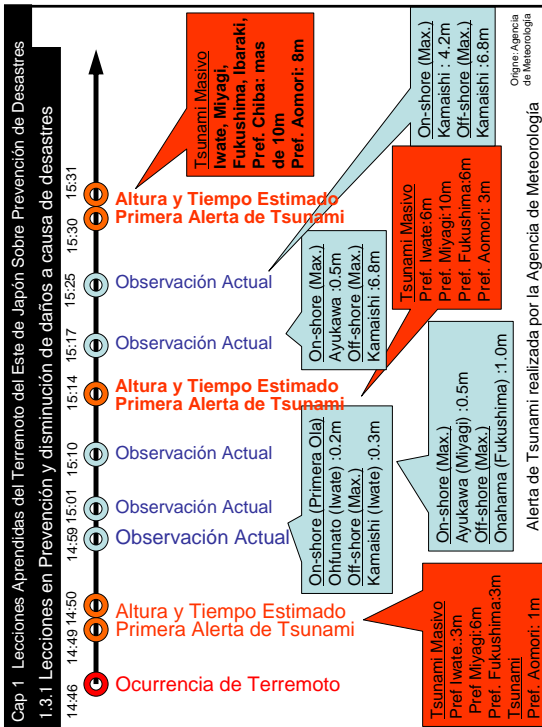 Cap 1 Lecciones Aprendidas del Terremoto del Este de Japón Sobre Prevención de Desastres
1.3.1 Lecciones en Prevención y disminución de daños a causa de desastres
14:46
14:49
14:50
14:59
15:01
15:10
15:14
15:17
15:25
15:30
15:31
Ocurrencia de Terremoto
Altura y Tiempo Estimado
Primera Alerta de Tsunami
Observación Actual
Observación Actual
Observación Actual
Altura y Tiempo Estimado
Primera Alerta de Tsunami
Observación Actual
Observación Actual
Altura y Tiempo Estimado
Primera Alerta de Tsunami
Tsunami Masivo
Pref Iwate.:3m
Pref Miyagi:6m
Pref. Fukushima:3m
Tsunami
Pref. Aomori: 1m
On-shore (Primera Ola)
Ohfunato (Iwate) :0.2m
Off-shore (Max.)
Kamaishi (Iwate) :0.3m
On-shore (Max.)
Ayukawa (Miyagi) :0.5m
Off-shore (Max.)
Onahama (Fukushima) :1.0m
On-shore (Max.)
Ayukawa :0.5m
Off-shore (Max.)
Kamaishi :6.8m
Tsunami Masivo
Pref. Iwate:6m
Pref. Miyagi:10m
Pref. Fukushima:6m
Pref. Aomori: 3m
On-shore (Max.)
Kamaishi : 4.2m
Off-shore (Max.)
Kamaishi :6.8m
Tsunami Masivo
Iwate, Miyagi,
Fukushima, Ibaraki,
Pref. Chiba: mas
de 10m
Pref. Aomori: 8m
Alerta de Tsunami realizada por la Agencia de Meteorología
Origne: Agencia
de Meteorología